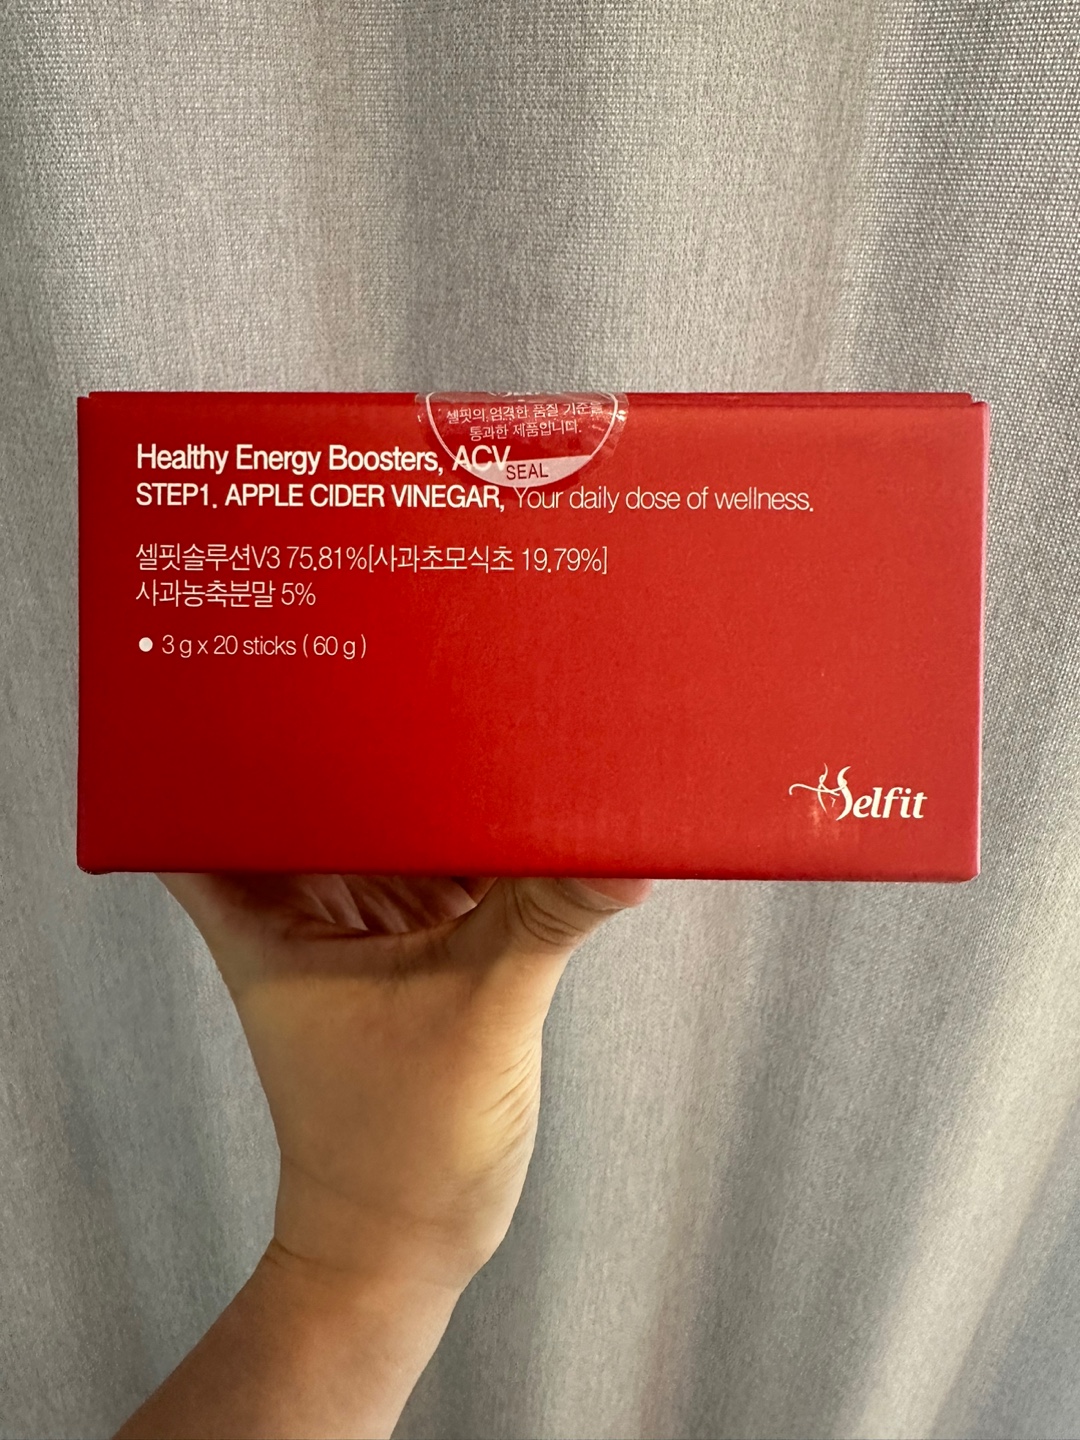 셀핏의 엄격한 품질 기준을
통과한 제품입니다.
SEAL
Healthy Energy Boosters, ACV
STEP1. APPLE CIDER VINEGAR, Your daily dose of wellness.
셀핏솔루션V3 75.81%[사과초모식초 19.79%]
사과농축분말 5%
● 3 g x 20 sticks ( 60 g )
Selfit